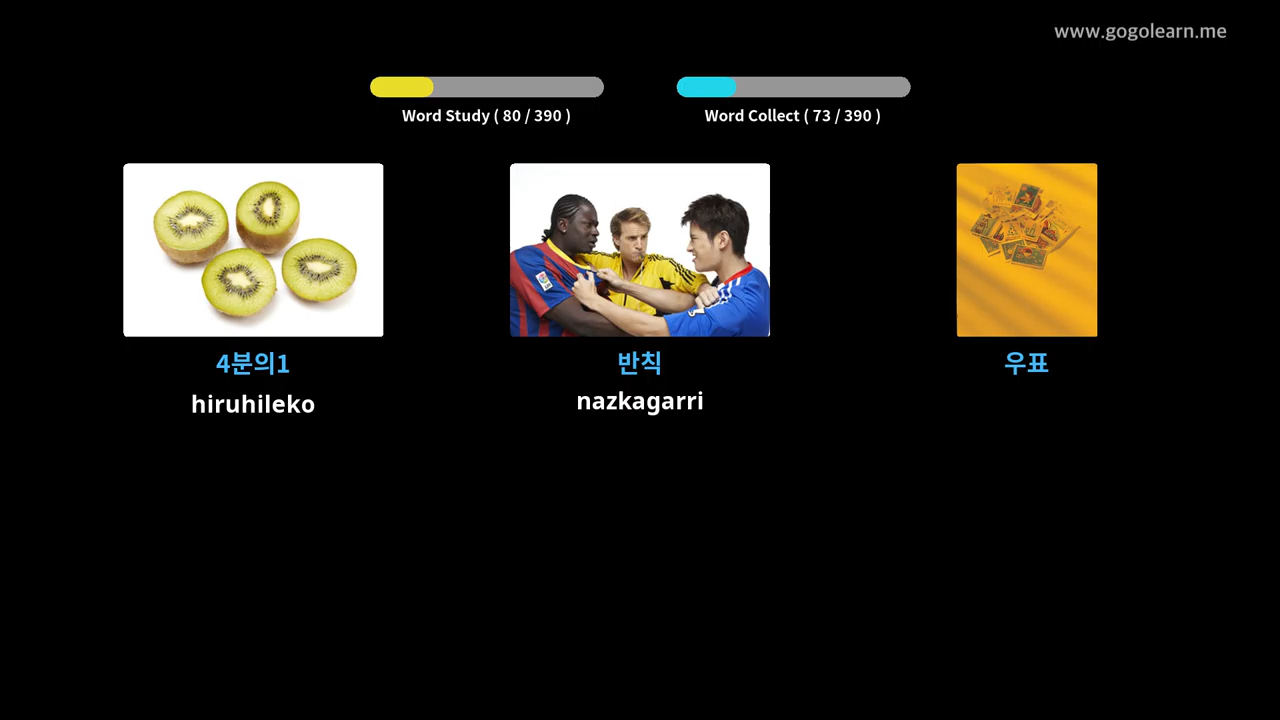 www.gogolearn.me
Word Study ( 80 / 390 )
Word Collect ( 73 / 390 )
4분의1
반칙
우표
hiruhileko
nazkagarri